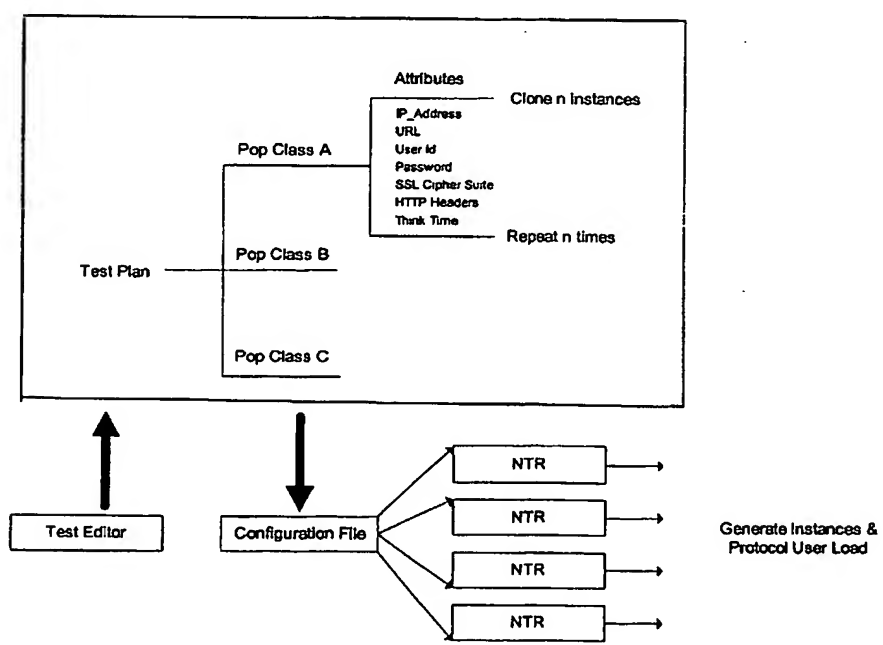 Attributes
Clone n instances
IP_Address
URL
User Id
Password
SSL Cipher Suite
HTTP Headers
Think Time
Repeat n times
Pop Class A
Pop Class B
Test Plan
Pop Class C
NTR
NTR
NTR
NTR
Test Editor
Configuration File
Generate Instances &
Protocol User Load